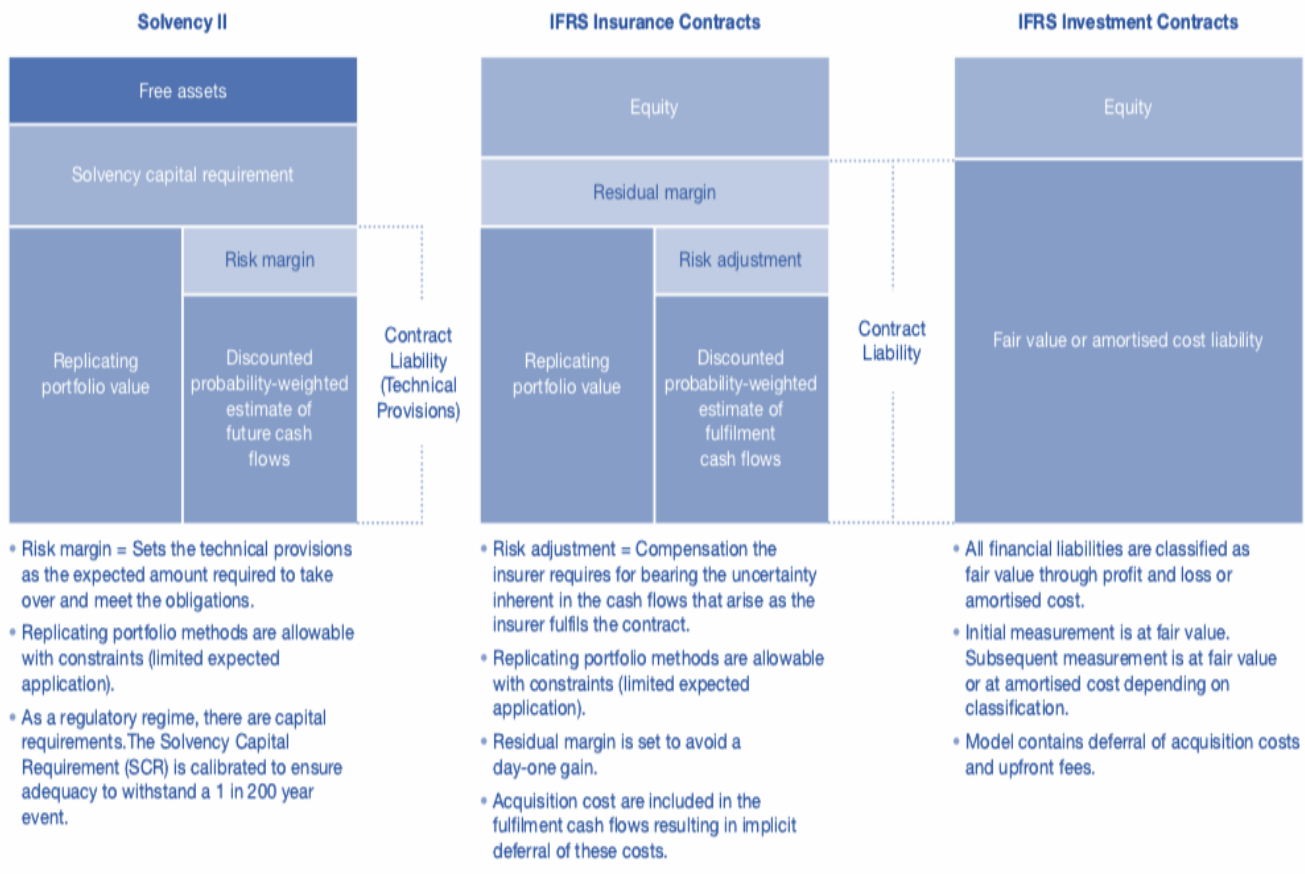 Solvency II
Free assets
Solvency capital requirement
Replicating
portfolio value
Risk margin
Discounted
probability-weighted
estimate of
future cash
flows
Contract
Liability
(Technical
Provisions)
• Risk margin = Sets the technical provisions
as the expected amount required to take
over and meet the obligations.
• Replicating portfolio methods are allowable
with constraints (limited expected
application).
• As a regulatory regime, there are capital
requirements.The Solvency Capital
Requirement (SCR) is calibrated to ensure
adequacy to withstand a 1 in 200 year
event.
IFRS Insurance Contracts
Equity
Residual margin
Replicating
portfolio value
Risk adjustment
Discounted
probability-weighted
estimate of
fulfilment
cash flows
Contract
Liability
• Risk adjustment = Compensation the
insurer requires for bearing the uncertainty
inherent in the cash flows that arise as the
insurer fulfils the contract.
• Replicating portfolio methods are allowable
with constraints (limited expected
application).
• Residual margin is set to avoid a
day-one gain.
• Acquisition cost are included in the
fulfilment cash flows resulting in implicit
deferral of these costs.
IFRS Investment Contracts
Equity
Fair value or amortised cost liability
• All financial liabilities are classified as
fair value through profit and loss or
amortised cost.
• Initial measurement is at fair value.
Subsequent measurement is at fair value
or at amortised cost depending on
classification.
• Model contains deferral of acquisition costs
and upfront fees.